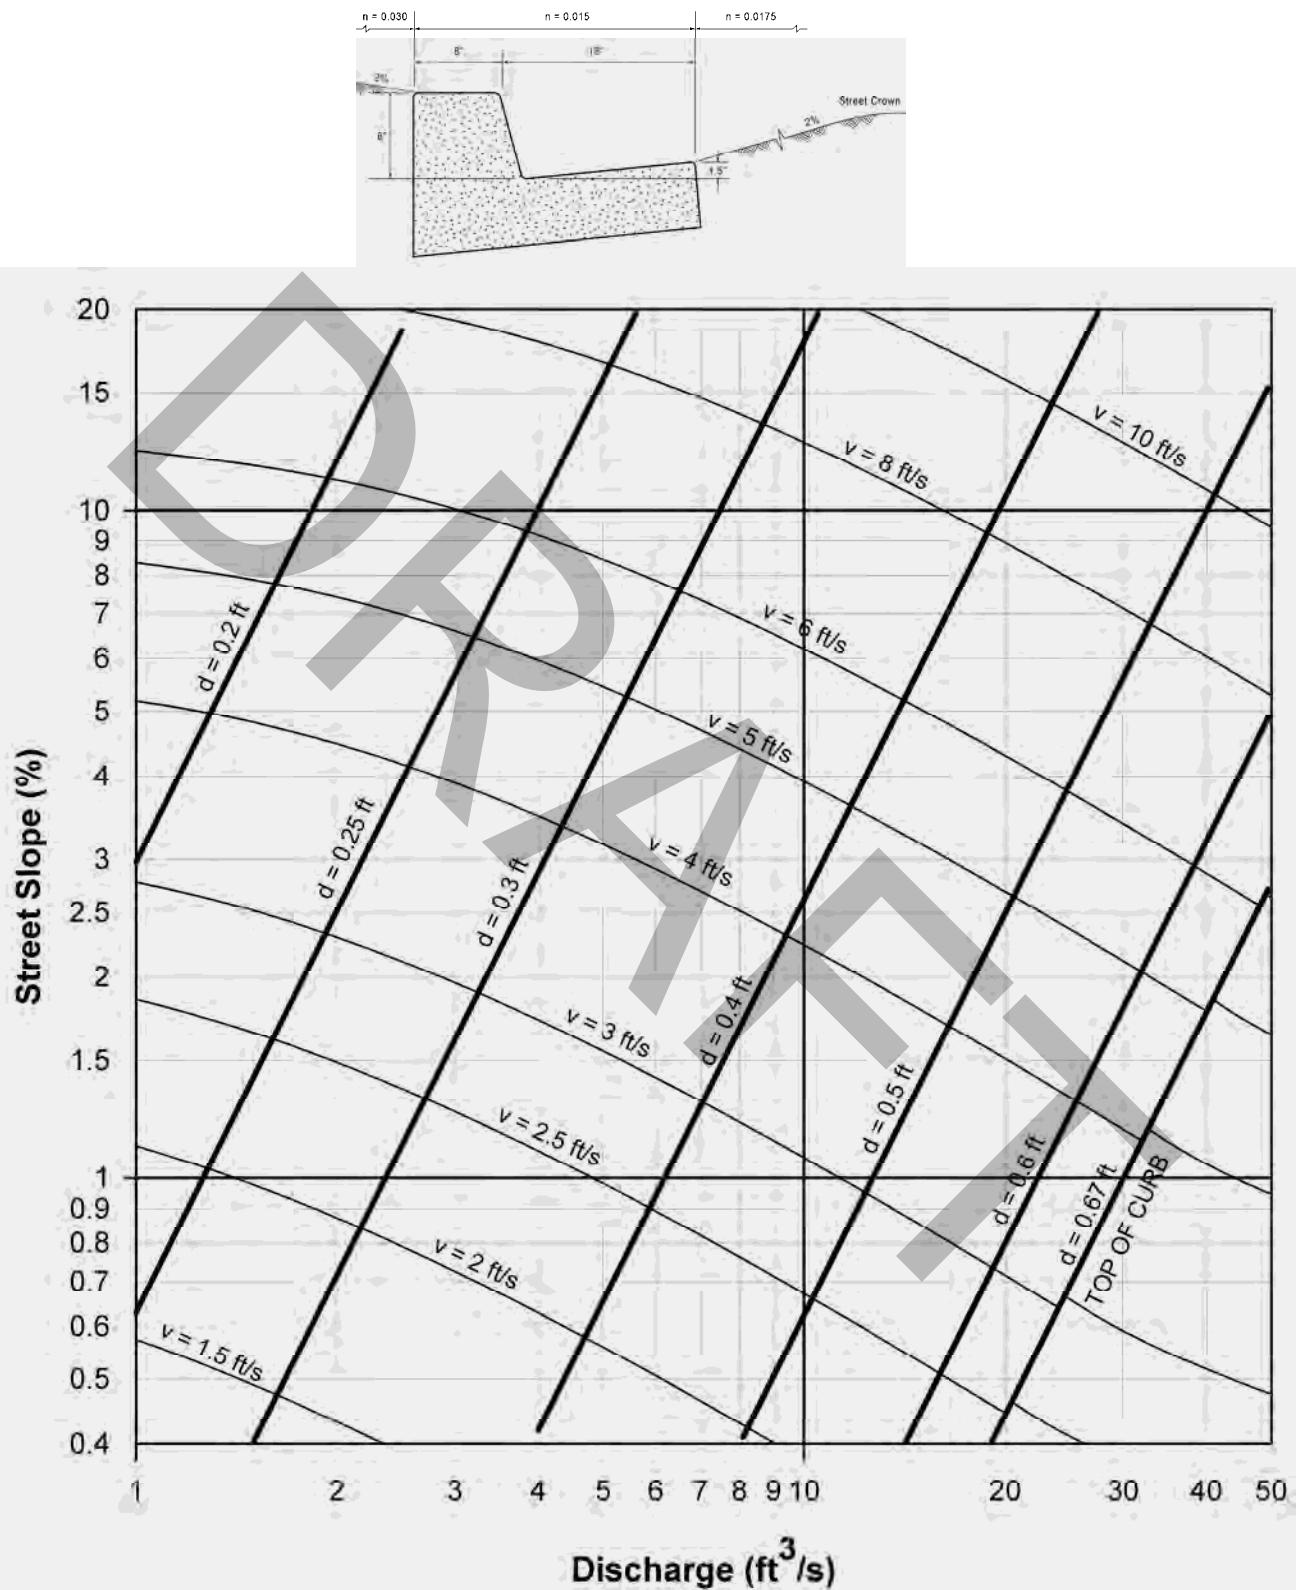 n = 0.030
n = 0.015
n = 0.0175
8"
18"
2%
8"
Street Crown
2%
1.5"
DRAFT
20
15
10
9
8
7
6
5
4
3
2.5
2
1.5
1
0.9
0.8
0.7
0.6
0.5
0.4
Street Slope (%)
v = 10 ft/s
v = 8 ft/s
v = 6 ft/s
v = 5 ft/s
v = 4 ft/s
v = 3 ft/s
v = 2.5 ft/s
v = 2 ft/s
v = 1.5 ft/s
d = 0.2 ft
d = 0.25 ft
d = 0.3 ft
d = 0.4 ft
d = 0.5 ft
d = 0.6 ft
d = 0.67 ft
TOP OF CURB
1 2 3 4 5 6 7 8 9 10 20 30 40 50
Discharge (ft³/s)